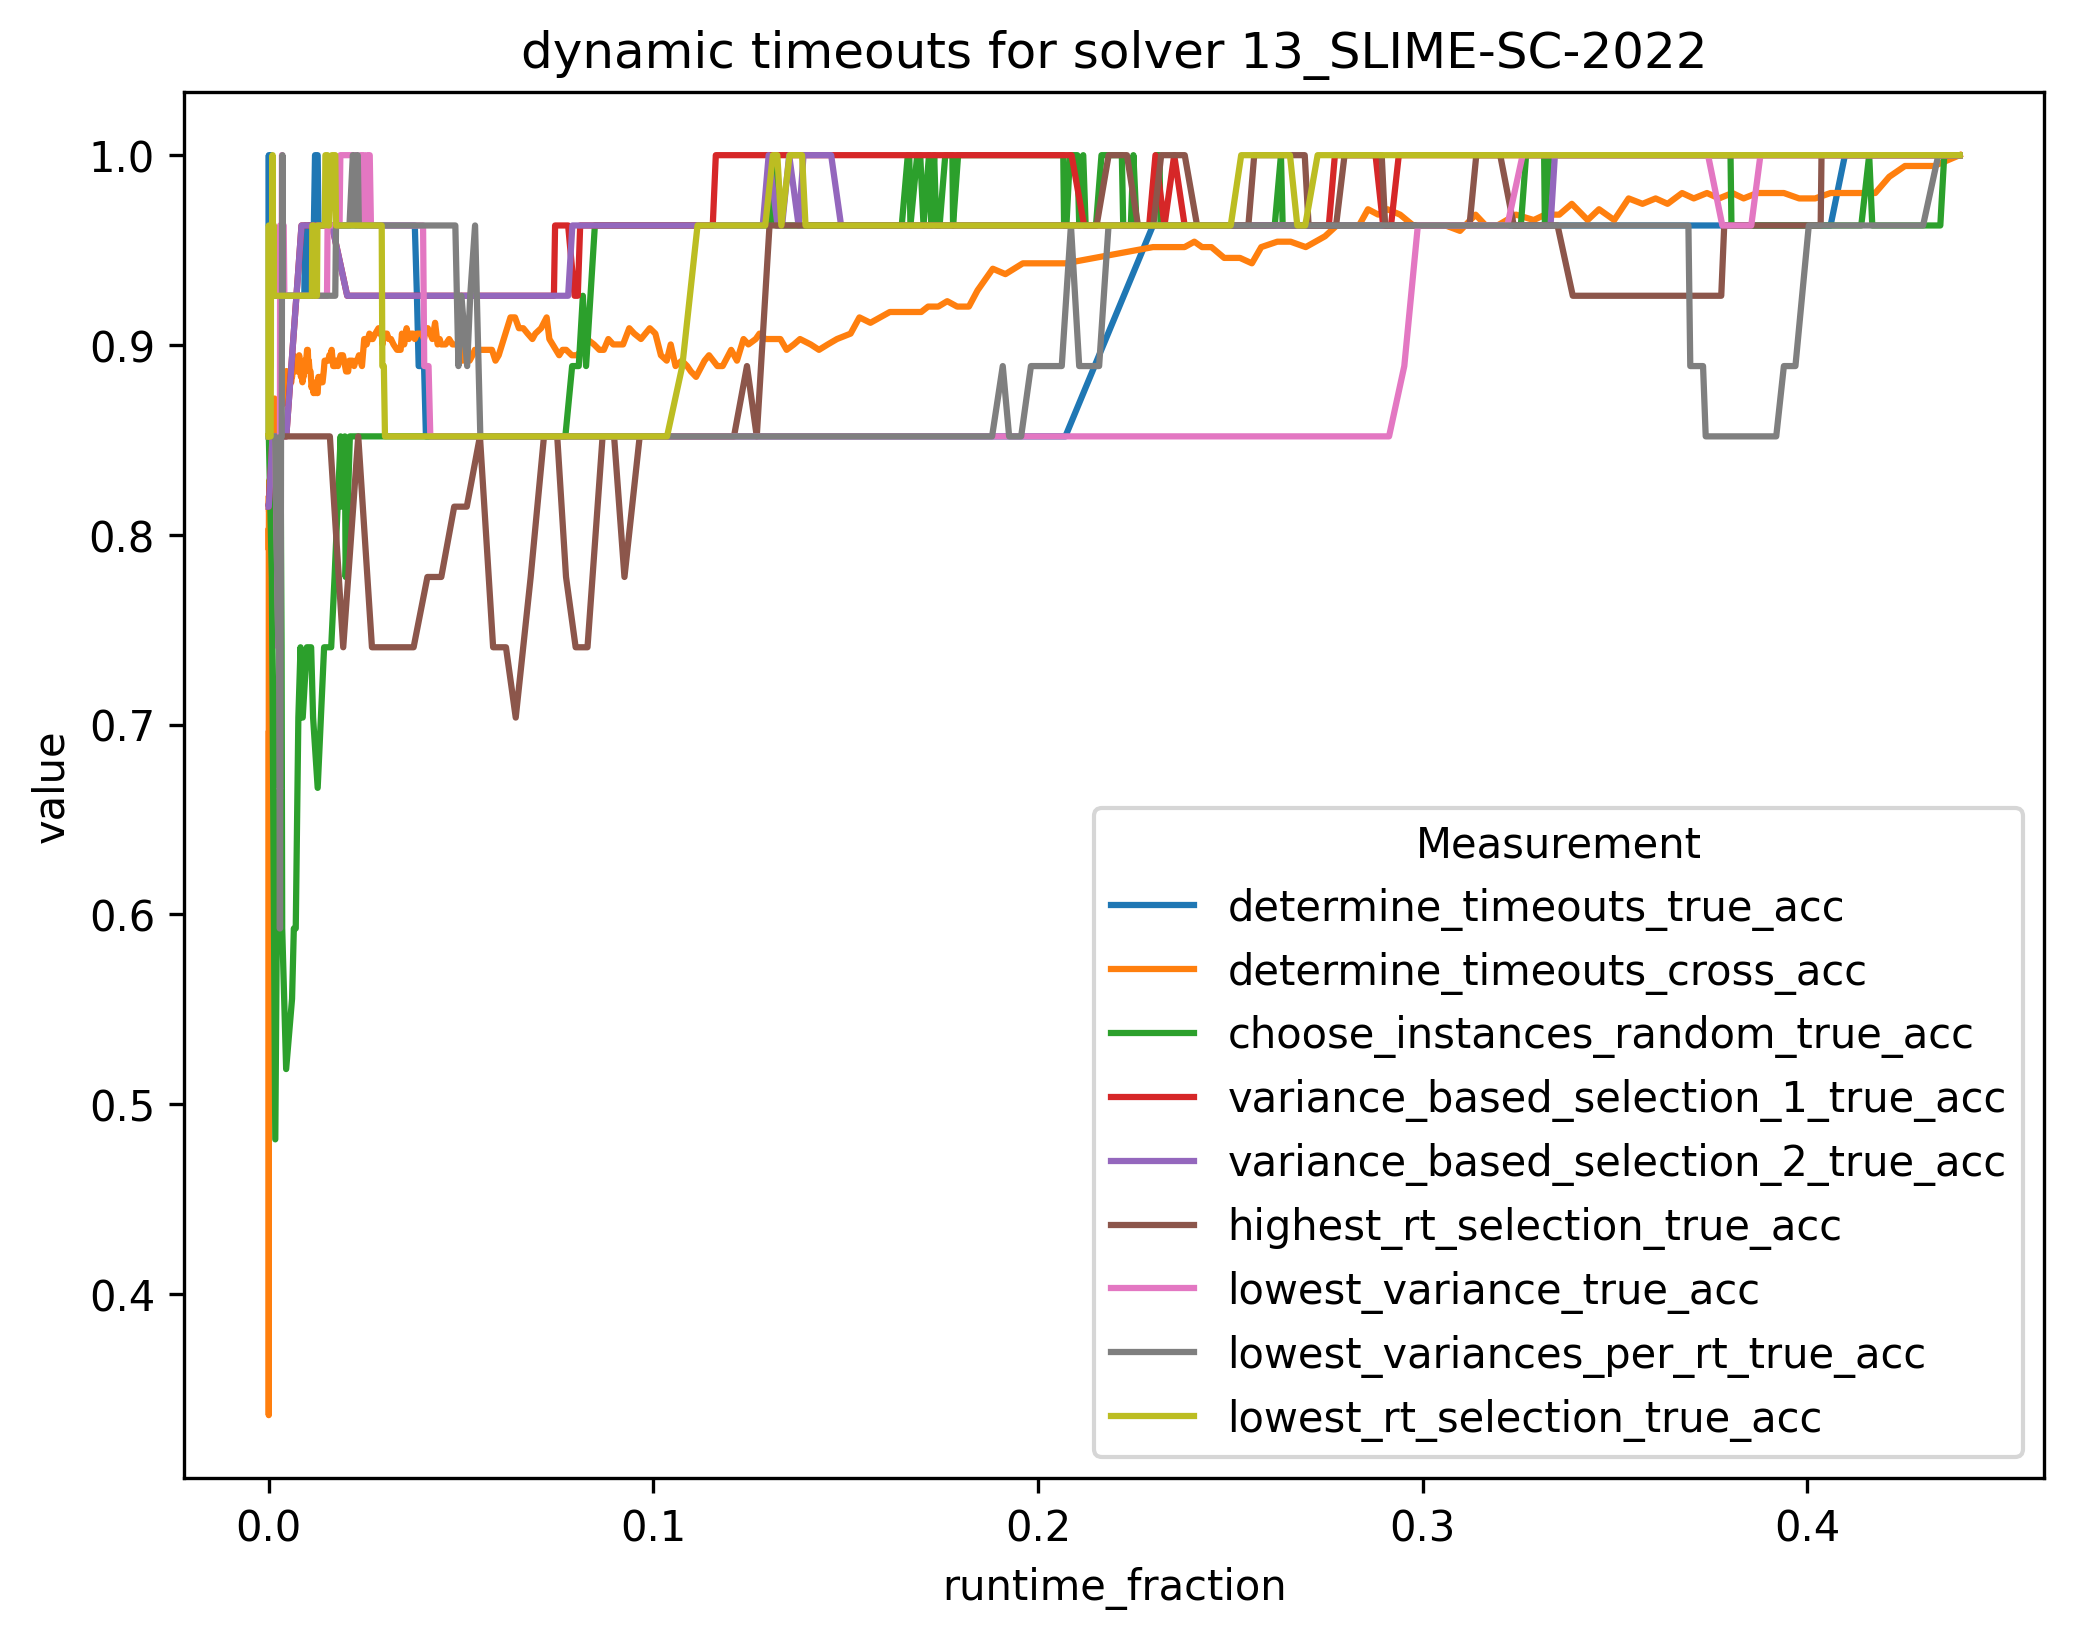 dynamic timeouts for solver 13_SLIME-SC-2022
1.0
0.9
0.8
0.7
0.6
0.5
0.4
value
Measurement
determine_timeouts_true_acc
determine_timeouts_cross_acc
choose_instances_random_true_acc
variance_based_selection_1_true_acc
variance_based_selection_2_true_acc
highest_rt_selection_true_acc
lowest_variance_true_acc
lowest_variances_per_rt_true_acc
lowest_rt_selection_true_acc
0.0 0.1 0.2 0.3 0.4
runtime_fraction